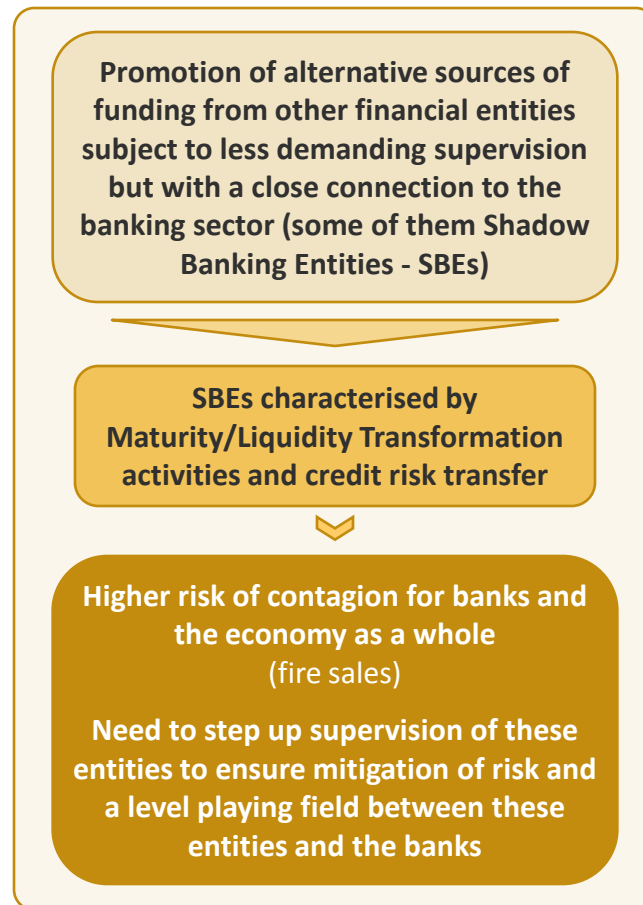 Promotion of alternative sources of
funding from other financial entities
subject to less demanding supervision
but with a close connection to the
banking sector (some of them Shadow
Banking Entities - SBEs)
SBEs characterised by
Maturity/Liquidity Transformation
activities and credit risk transfer
Higher risk of contagion for banks and
the economy as a whole
(fire sales)
Need to step up supervision of these
entities to ensure mitigation of risk and
a level playing field between these
entities and the banks